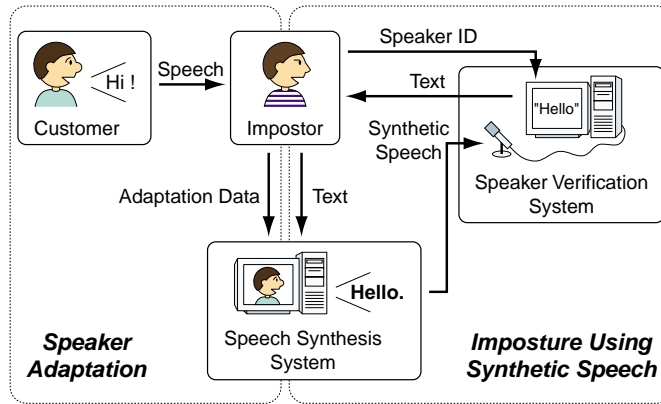 Hi !
Customer
Speech
Impostor
Speaker ID
Text
"Hello"
Synthetic
Speech
Speaker Verification
System
Adaptation Data
Text
Hello.
Speech Synthesis
System
Speaker
Adaptation
Imposture Using
Synthetic Speech